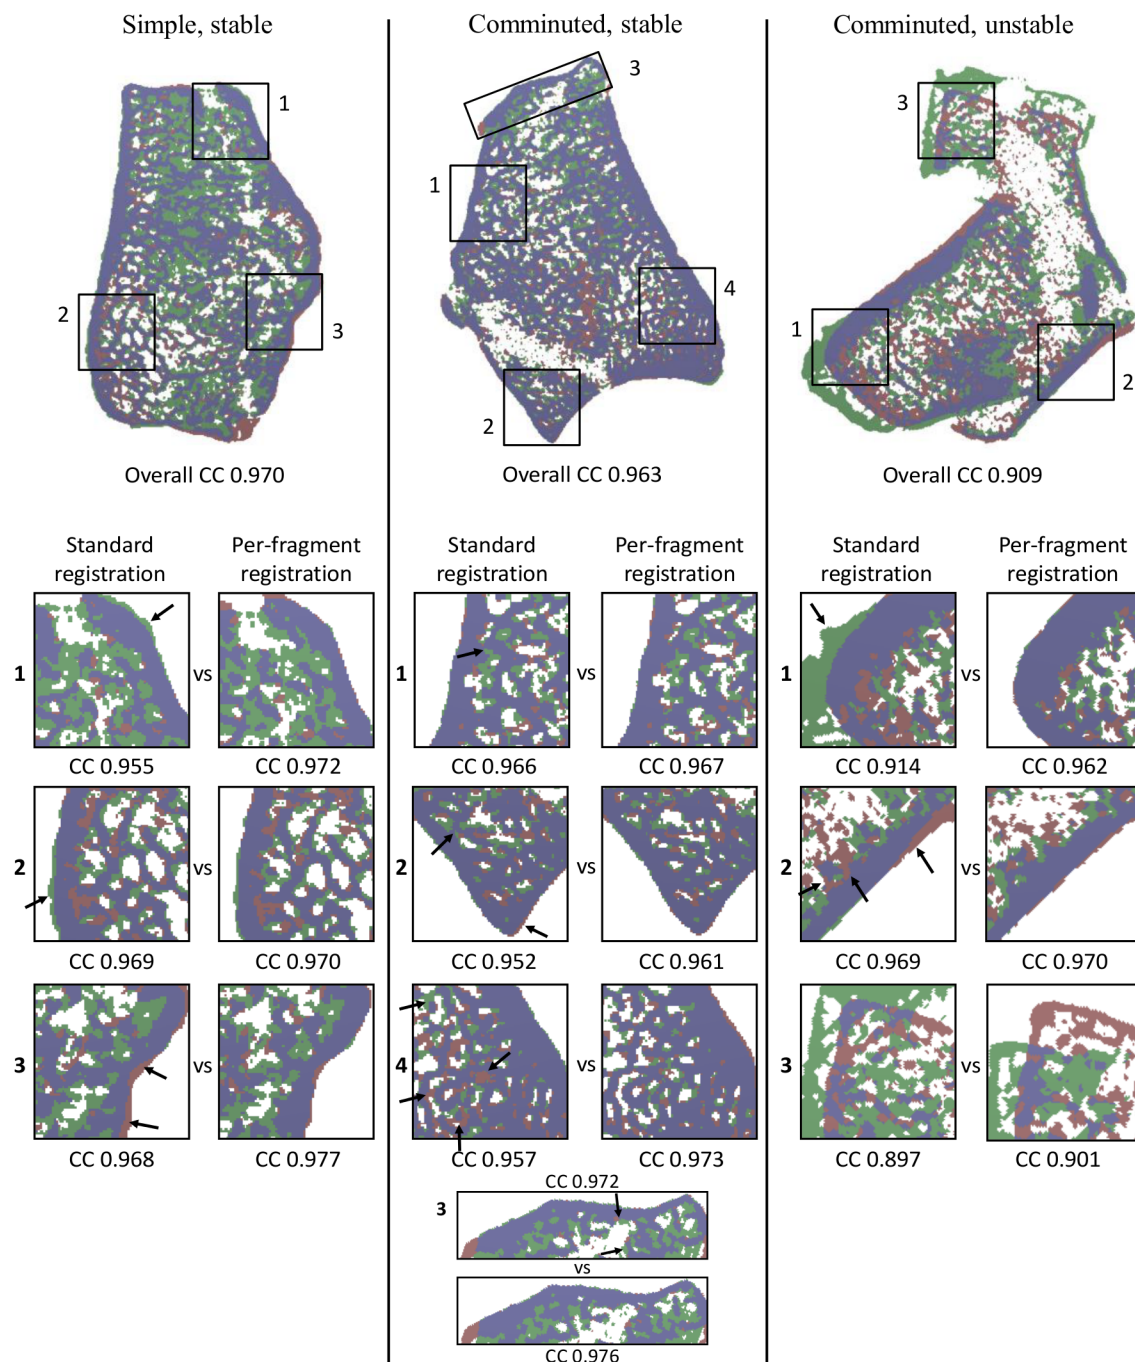 Simple, stable
1
2
3
Overall CC 0.970
Standard registration
Per-fragment registration
1
vs
CC 0.955
CC 0.972
2
vs
CC 0.969
CC 0.970
3
vs
CC 0.968
CC 0.977
Comminuted, stable
3
1
4
2
Overall CC 0.963
Standard registration
Per-fragment registration
1
vs
CC 0.966
CC 0.967
2
vs
CC 0.952
CC 0.961
4
vs
CC 0.957
CC 0.973
CC 0.972
3
vs
CC 0.976
Comminuted, unstable
3
1
2
Overall CC 0.909
Standard registration
Per-fragment registration
1
vs
CC 0.914
CC 0.962
2
vs
CC 0.969
CC 0.970
3
vs
CC 0.897
CC 0.901